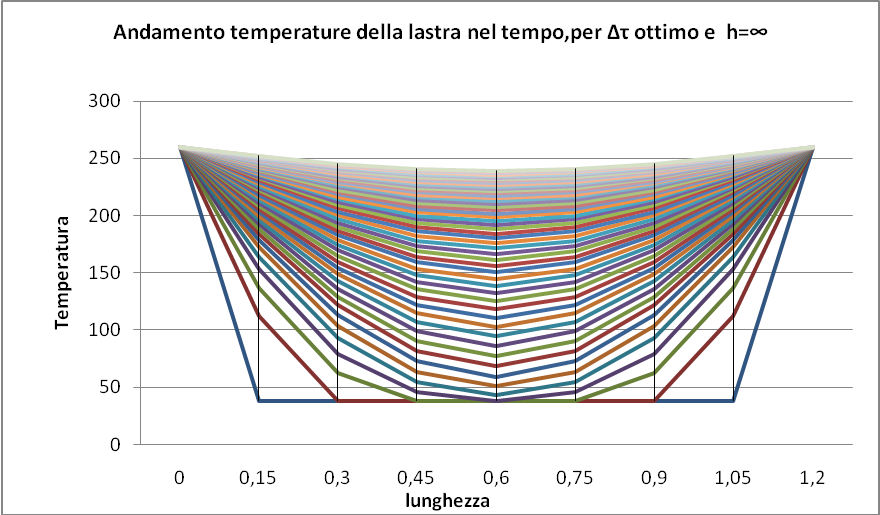 Andamento temperature della lastra nel tempo,per Δτ ottimo e h=∞
300
250
200
150
100
50
0
Temperatura
0 0,15 0,3 0,45 0,6 0,75 0,9 1,05 1,2
lunghezza